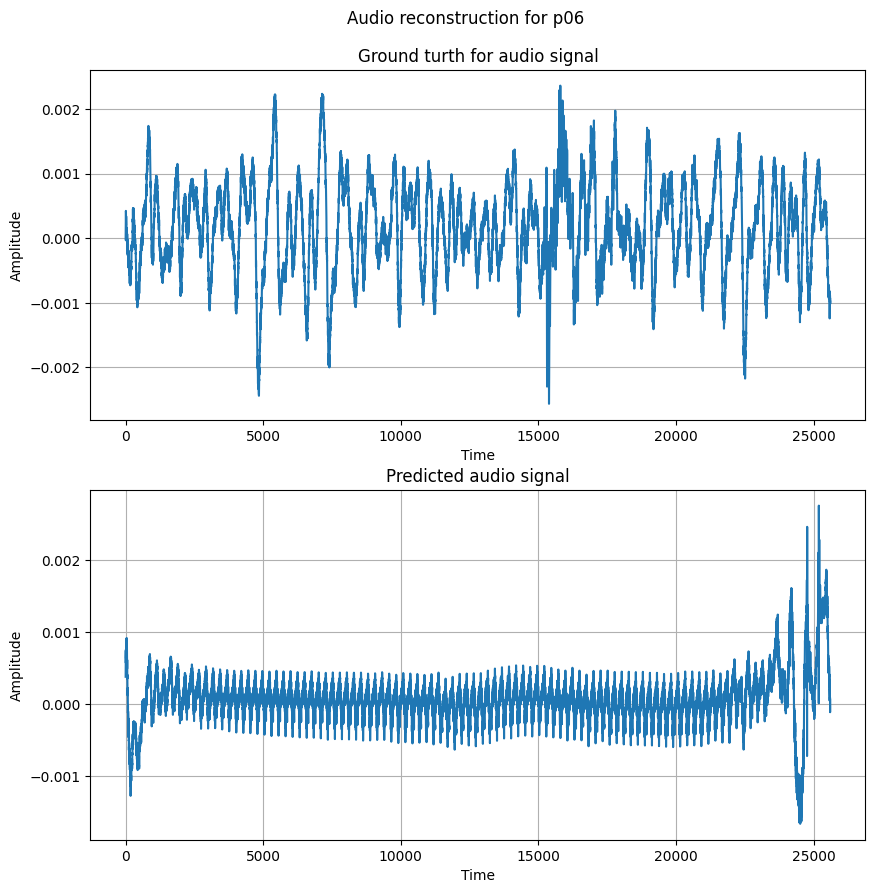 Audio reconstruction for p06
Ground turth for audio signal
Amplitude
0.002
0.001
0.000
−0.001
−0.002
0 5000 10000 15000 20000 25000
Time
Predicted audio signal
Amplitude
0.002
0.001
0.000
−0.001
0 5000 10000 15000 20000 25000
Time